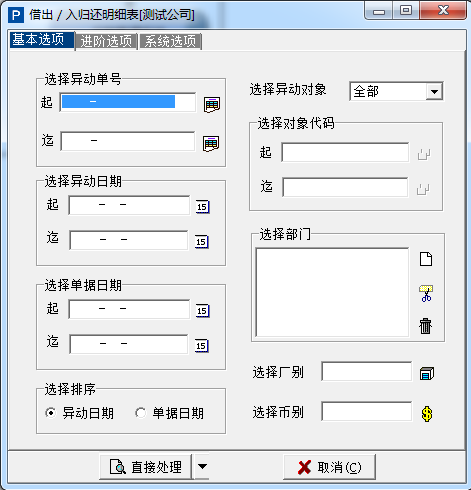 借出 / 入归还明细表[测试公司]
基本选项 进阶选项 系统选项
选择异动单号
起 -
迄 -
选择异动日期
起 - -
迄 - -
选择单据日期
起 - -
迄 - -
选择排序
异动日期 单据日期
选择异动对象 全部
选择对象代码
起
迄
选择部门
选择厂别
选择币别
直接处理 取消(C)